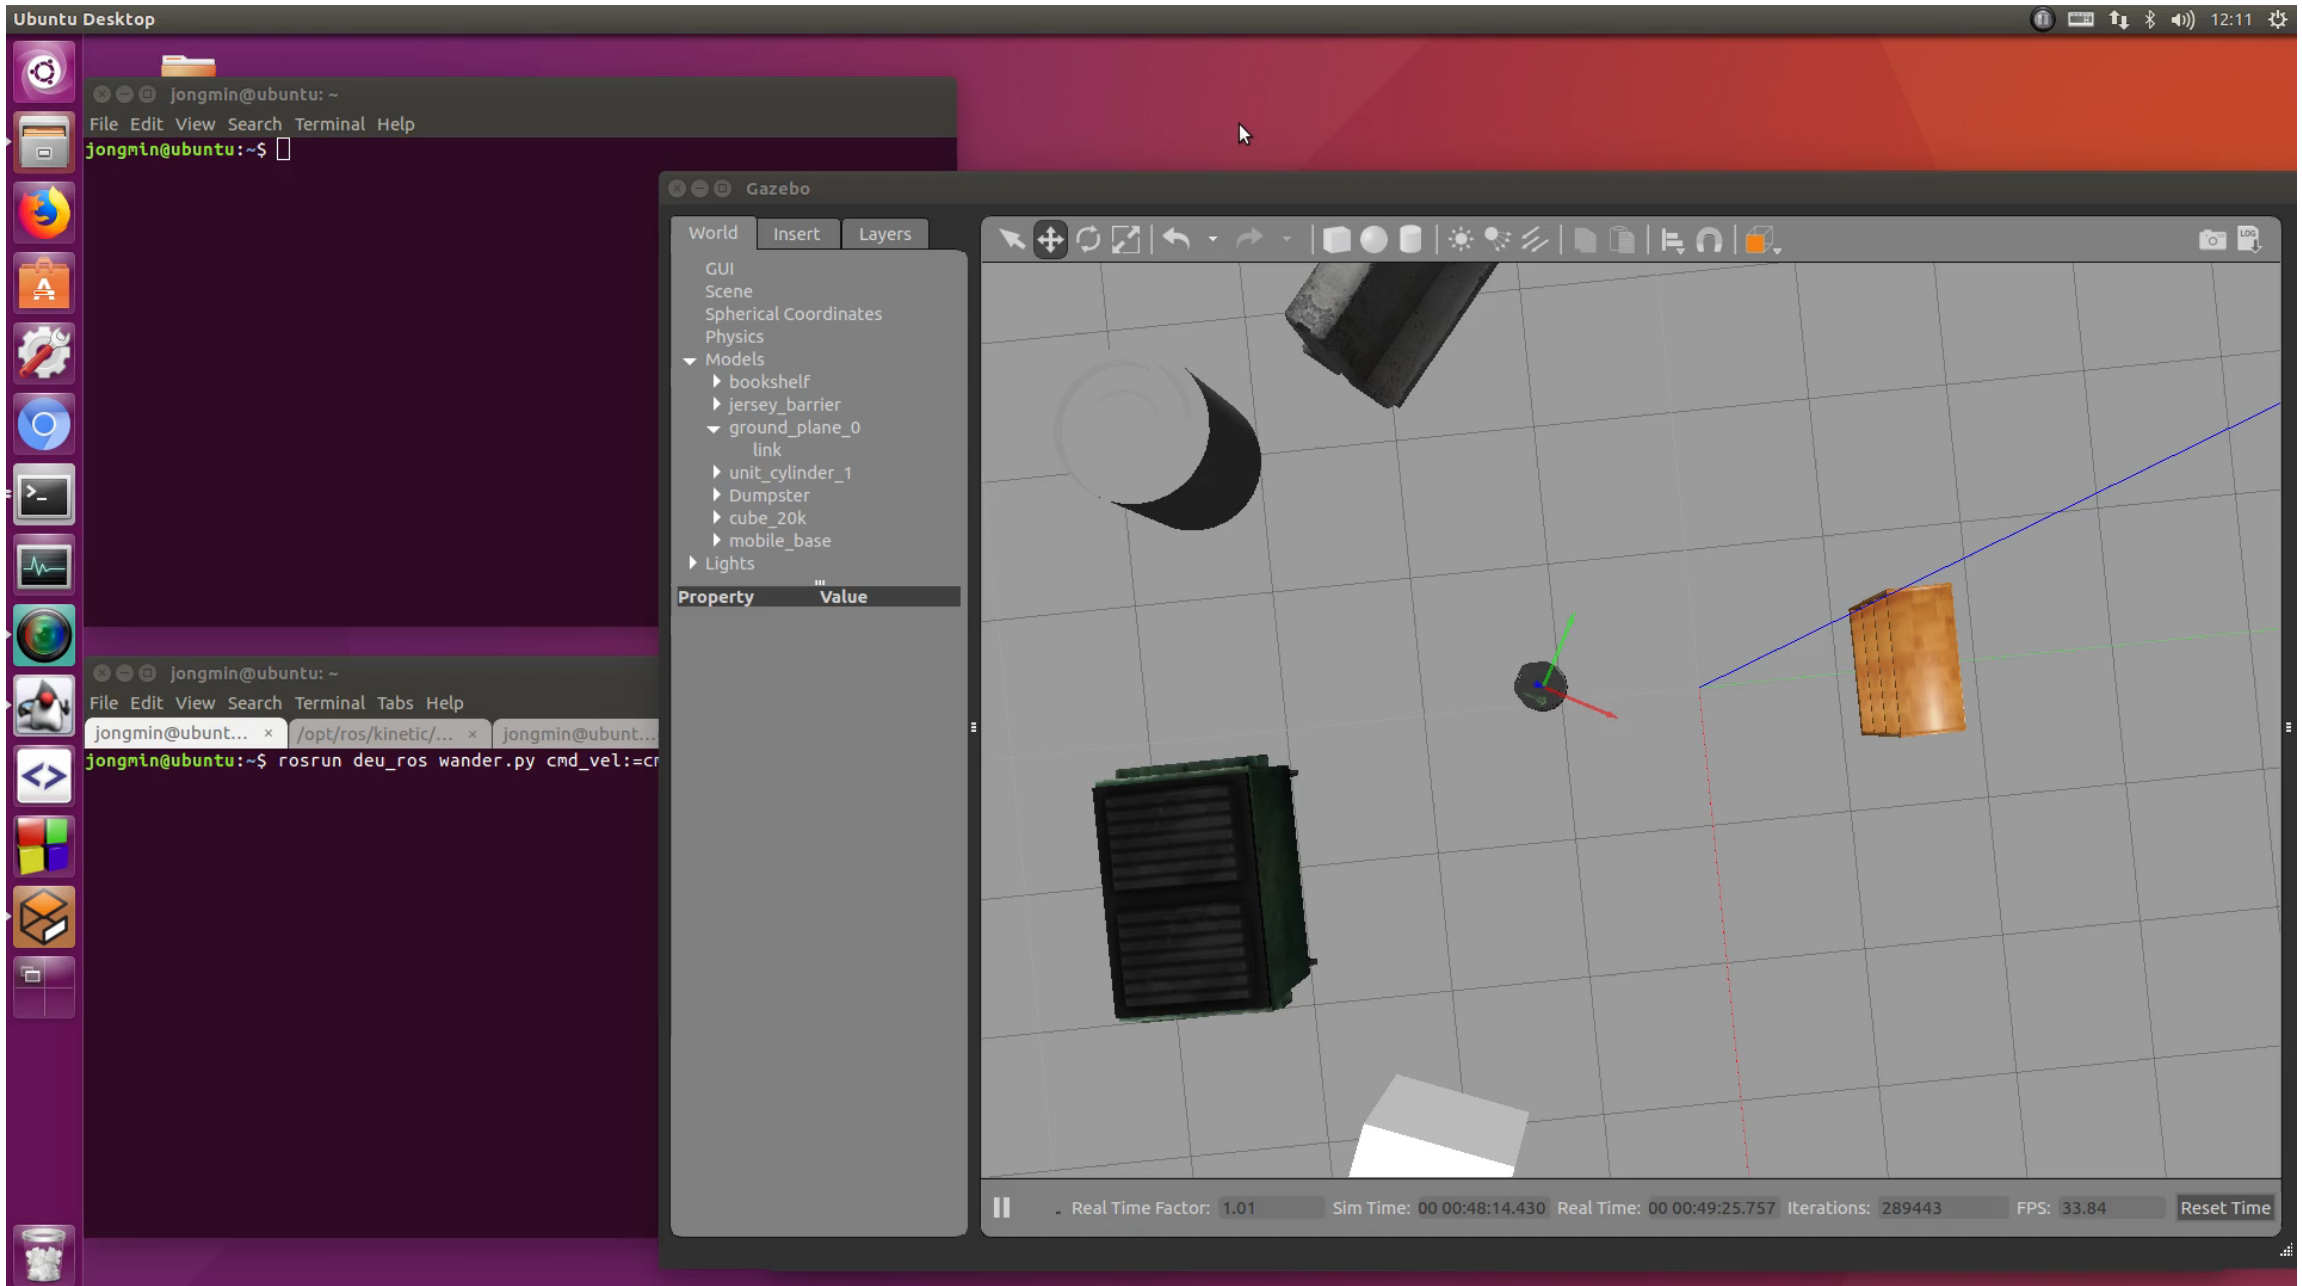 Ubuntu Desktop
12:11
jongmin@ubuntu: ~
File Edit View Search Terminal Help
jongmin@ubuntu:~$
Gazebo
World Insert Layers
LOG
GUI
Scene
Spherical Coordinates
Physics
Models
bookshelf
jersey_barrier
ground_plane_0
link
unit_cylinder_1
Dumpster
cube_20k
mobile_base
Lights
Property Value
jongmin@ubuntu: ~
File Edit View Search Terminal Tabs Help
jongmin@ubunt... × /opt/ros/kinetic/... × jongmin@ubunt...
jongmin@ubuntu:~$ rosrun deu_ros wander.py cmd_vel:=cm
Real Time Factor: 1.01 Sim Time: 00 00:48:14.430 Real Time: 00 00:49:25.757 Iterations: 289443 FPS: 33.84 Reset Time